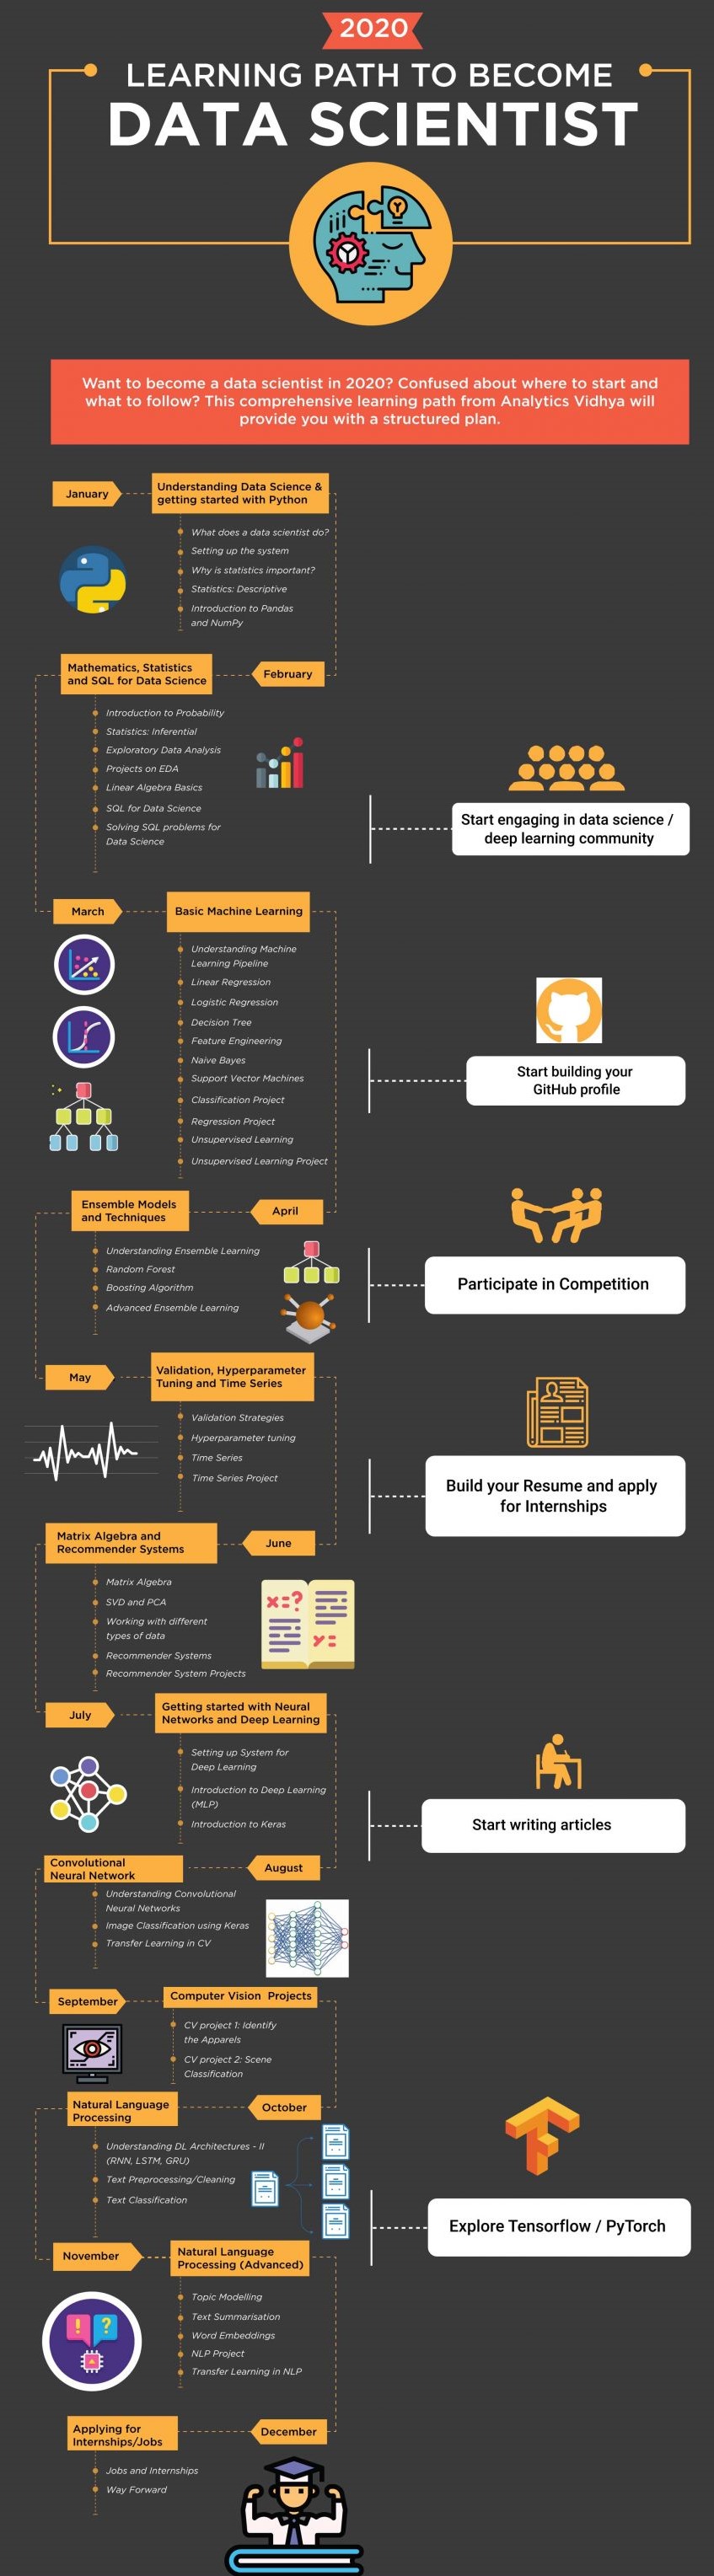 2020
LEARNING PATH TO BECOME
DATA SCIENTIST
Want to become a data scientist in 2020? Confused about where to start and
what to follow? This comprehensive learning path from Analytics Vidhya will
provide you with a structured plan.
January
Understanding Data Science &
getting started with Python
What does a data scientist do?
Setting up the system
Why is statistics important?
Statistics: Descriptive
Introduction to Pandas
and NumPy
Mathematics, Statistics
and SQL for Data Science
February
Introduction to Probability
Statistics: Inferential
Exploratory Data Analysis
Projects on EDA
Linear Algebra Basics
SQL for Data Science
Solving SQL problems for
Data Science
Start engaging in data science /
deep learning community
March
Basic Machine Learning
Understanding Machine
Learning Pipeline
Linear Regression
Logistic Regression
Decision Tree
Feature Engineering
Naive Bayes
Support Vector Machines
Classification Project
Regression Project
Unsupervised Learning
Unsupervised Learning Project
Start building your
GitHub profile
Ensemble Models
and Techniques
April
Understanding Ensemble Learning
Random Forest
Boosting Algorithm
Advanced Ensemble Learning
Participate in Competition
May
Validation, Hyperparameter
Tuning and Time Series
Validation Strategies
Hyperparameter tuning
Time Series
Time Series Project
Build your Resume and apply
for Internships
Matrix Algebra and
Recommender Systems
June
Matrix Algebra
SVD and PCA
Working with different
types of data
Recommender Systems
Recommender System Projects
x=?
y=
July
Getting started with Neural
Networks and Deep Learning
Setting up System for
Deep Learning
Introduction to Deep Learning
(MLP)
Introduction to Keras
Start writing articles
Convolutional
Neural Network
August
Understanding Convolutional
Neural Networks
Image Classification using Keras
Transfer Learning in CV
September
Computer Vision Projects
CV project 1: Identify
the Apparels
CV project 2: Scene
Classification
Natural Language
Processing
October
Understanding DL Architectures - II
(RNN, LSTM, GRU)
Text Preprocessing/Cleaning
Text Classification
Explore Tensorflow / PyTorch
November
Natural Language
Processing (Advanced)
! ?
Topic Modelling
Text Summarisation
Word Embeddings
NLP Project
Transfer Learning in NLP
Applying for
Internships/Jobs
December
Jobs and Internships
Way Forward